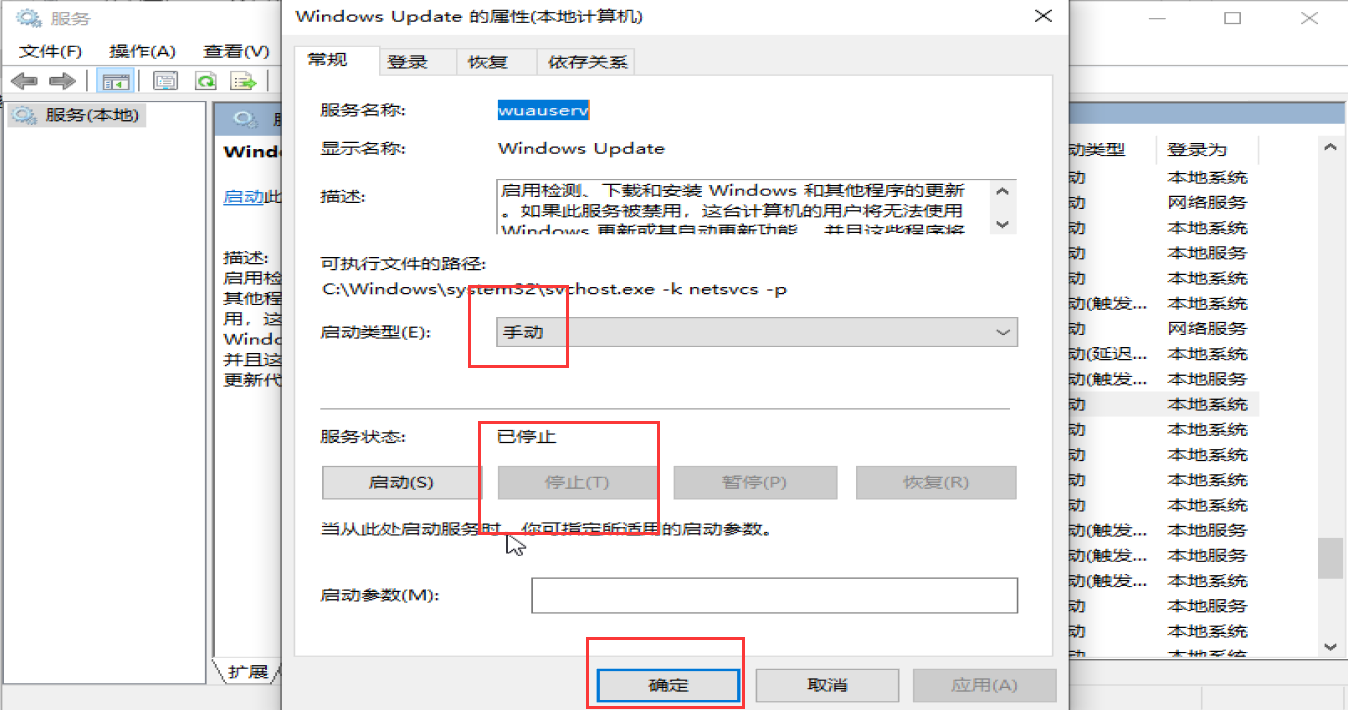 服务
Windows Update 的属性(本地计算机)
文件(F) 操作(A) 查看(V)
常规 登录 恢复 依存关系
服务(本地)
服务名称: wuauserv
显示名称: Windows Update
描述: 启用检测、下载和安装 Windows 和其他程序的更新
。如果此服务被禁用，这台计算机的用户将无法使用
Windows 更新或其自动更新功能，并且这些程序将
可执行文件的路径:
C:\Windows\system32\svchost.exe -k netsvcs -p
启动类型(E): 手动
服务状态: 已停止
启动(S) 停止(T) 暂停(P) 恢复(R)
当从此处启动服务时，你可指定所适用的启动参数。
启动参数(M):
确定 取消 应用(A)
Windo
启动此
描述:
启用检
其他程
用，这
Windo
并且这
更新代
扩展
动类型 登录为
动 本地系统
动 网络服务
动 本地系统
动 本地服务
动 本地系统
动(触发... 本地系统
动 网络服务
动(延迟... 本地系统
动(触发... 本地服务
动 本地系统
动 本地系统
动 本地系统
动 本地系统
动 本地系统
动(触发... 本地服务
动(触发... 本地服务
动(触发... 本地系统
动 本地服务
动 本地系统
动 本地系统